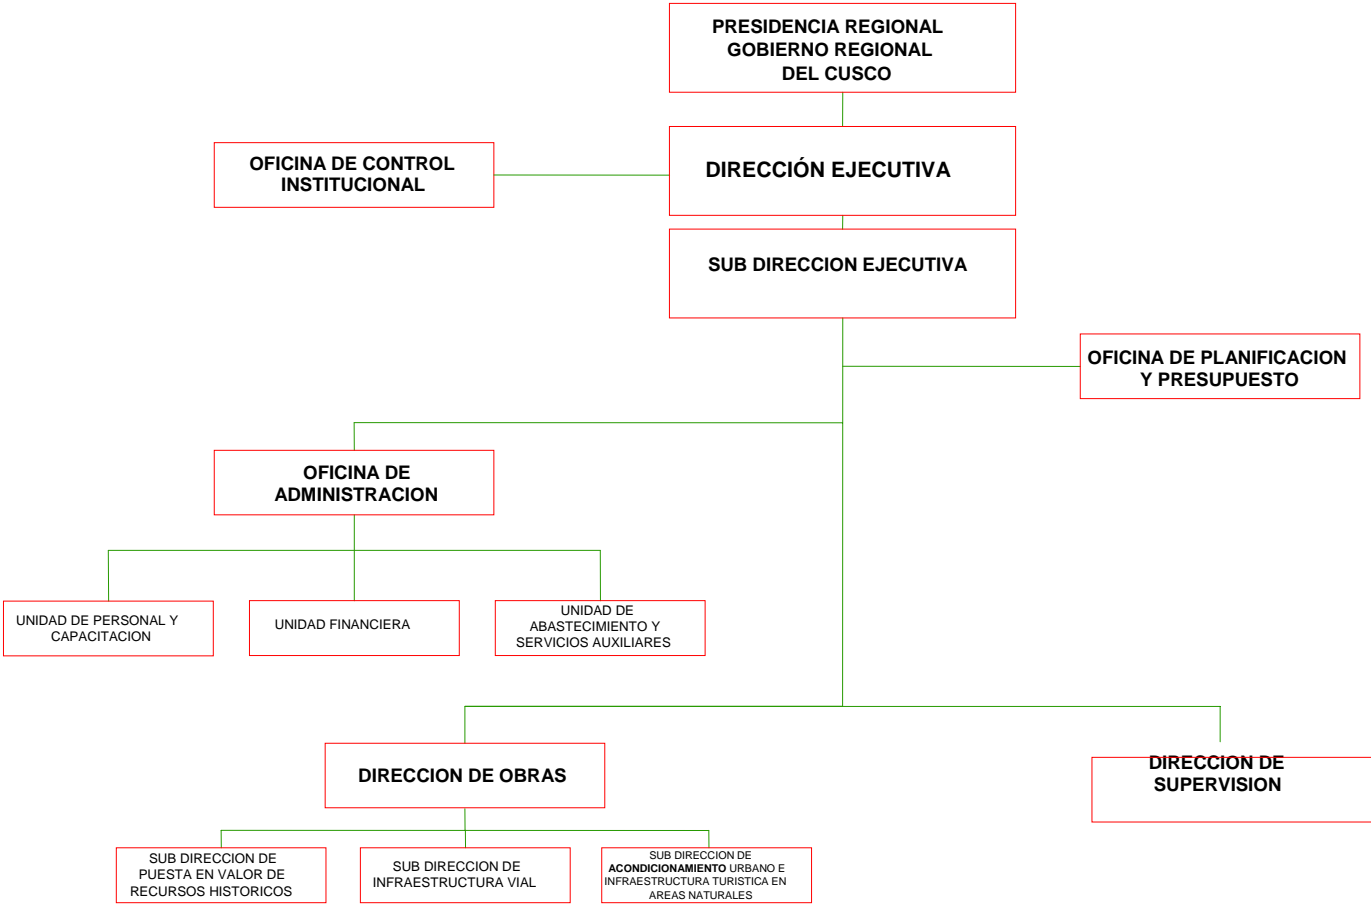 PRESIDENCIA REGIONAL
GOBIERNO REGIONAL
DEL CUSCO
OFICINA DE CONTROL
INSTITUCIONAL
DIRECCIÓN EJECUTIVA
SUB DIRECCION EJECUTIVA
OFICINA DE PLANIFICACION
Y PRESUPUESTO
OFICINA DE
ADMINISTRACION
UNIDAD DE PERSONAL Y
CAPACITACION
UNIDAD FINANCIERA
UNIDAD DE
ABASTECIMIENTO Y
SERVICIOS AUXILIARES
DIRECCION DE OBRAS
DIRECCION DE
SUPERVISION
SUB DIRECCION DE
PUESTA EN VALOR DE
RECURSOS HISTORICOS
SUB DIRECCION DE
INFRAESTRUCTURA VIAL
SUB DIRECCION DE
ACONDICIONAMIENTO URBANO E
INFRAESTRUCTURA TURISTICA EN
AREAS NATURALES